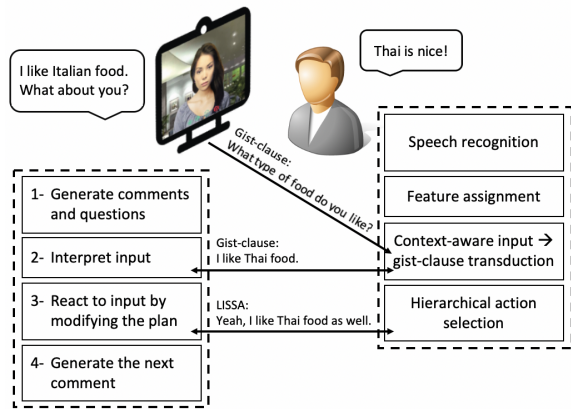 I like Italian food.
What about you?
Thai is nice!
Gist-clause:
What type of food do you like?
1- Generate comments
and questions
2- Interpret input
3- React to input by
modifying the plan
4- Generate the next
comment
Gist-clause:
I like Thai food.
LISSA:
Yeah, I like Thai food as well.
Speech recognition
Feature assignment
Context-aware input →
gist-clause transduction
Hierarchical action
selection